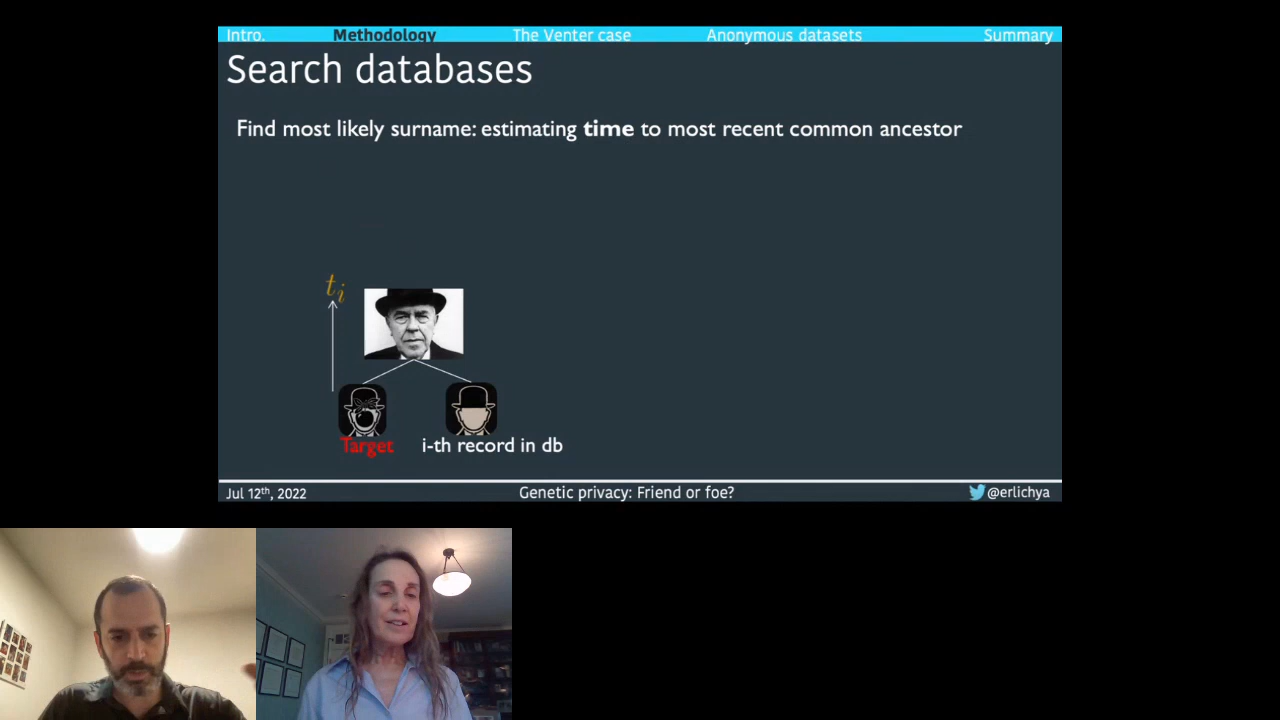 Intro. Methodology The Venter case Anonymous datasets Summary
Search databases
Find most likely surname: estimating time to most recent common ancestor
t_i
Target i-th record in db
Jul 12th, 2022 Genetic privacy: Friend or foe? @erlichya